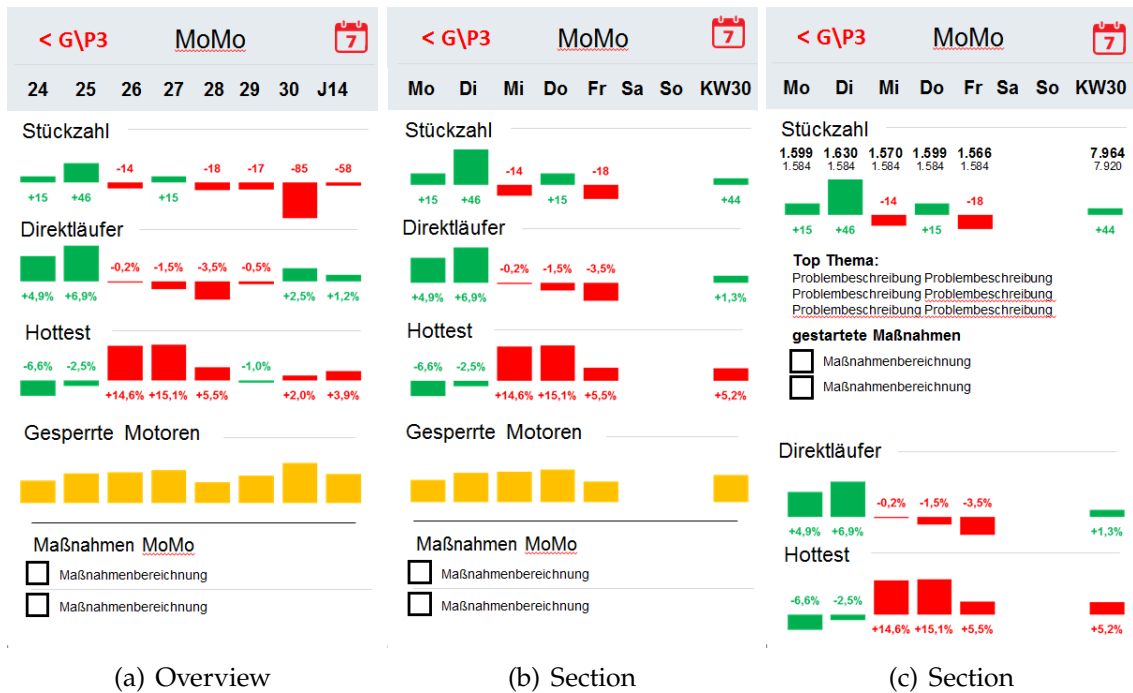 < G\P3 MoMo 7
24 25 26 27 28 29 30 J14
Stückzahl
-14 -18 -17 -85 -58
+15 +46 +15
Direktläufer
-0,2% -1,5% -3,5% -0,5%
+4,9% +6,9% +2,5% +1,2%
Hottest
-6,6% -2,5% -1,0%
+14,6% +15,1% +5,5% +2,0% +3,9%
Gesperrte Motoren
Maßnahmen MoMo
Maßnahmenbereichnung
Maßnahmenbereichnung
(a) Overview
< G\P3 MoMo 7
Mo Di Mi Do Fr Sa So KW30
Stückzahl
-14 -18
+15 +46 +15 +44
Direktläufer
-0,2% -1,5% -3,5%
+4,9% +6,9% +1,3%
Hottest
-6,6% -2,5%
+14,6% +15,1% +5,5% +5,2%
Gesperrte Motoren
Maßnahmen MoMo
Maßnahmenbereichnung
Maßnahmenbereichnung
(b) Section
< G\P3 MoMo 7
Mo Di Mi Do Fr Sa So KW30
Stückzahl
1.599 1.630 1.570 1.599 1.566 7.964
1.584 1.584 1.584 1.584 1.584 7.920
-14 -18
+15 +46 +15 +44
Top Thema:
Problembeschreibung Problembeschreibung
Problembeschreibung Problembeschreibung
Problembeschreibung Problembeschreibung
gestartete Maßnahmen
Maßnahmenbereichnung
Maßnahmenbereichnung
Direktläufer
-0,2% -1,5% -3,5%
+4,9% +6,9% +1,3%
Hottest
-6,6% -2,5%
+14,6% +15,1% +5,5% +5,2%
(c) Section